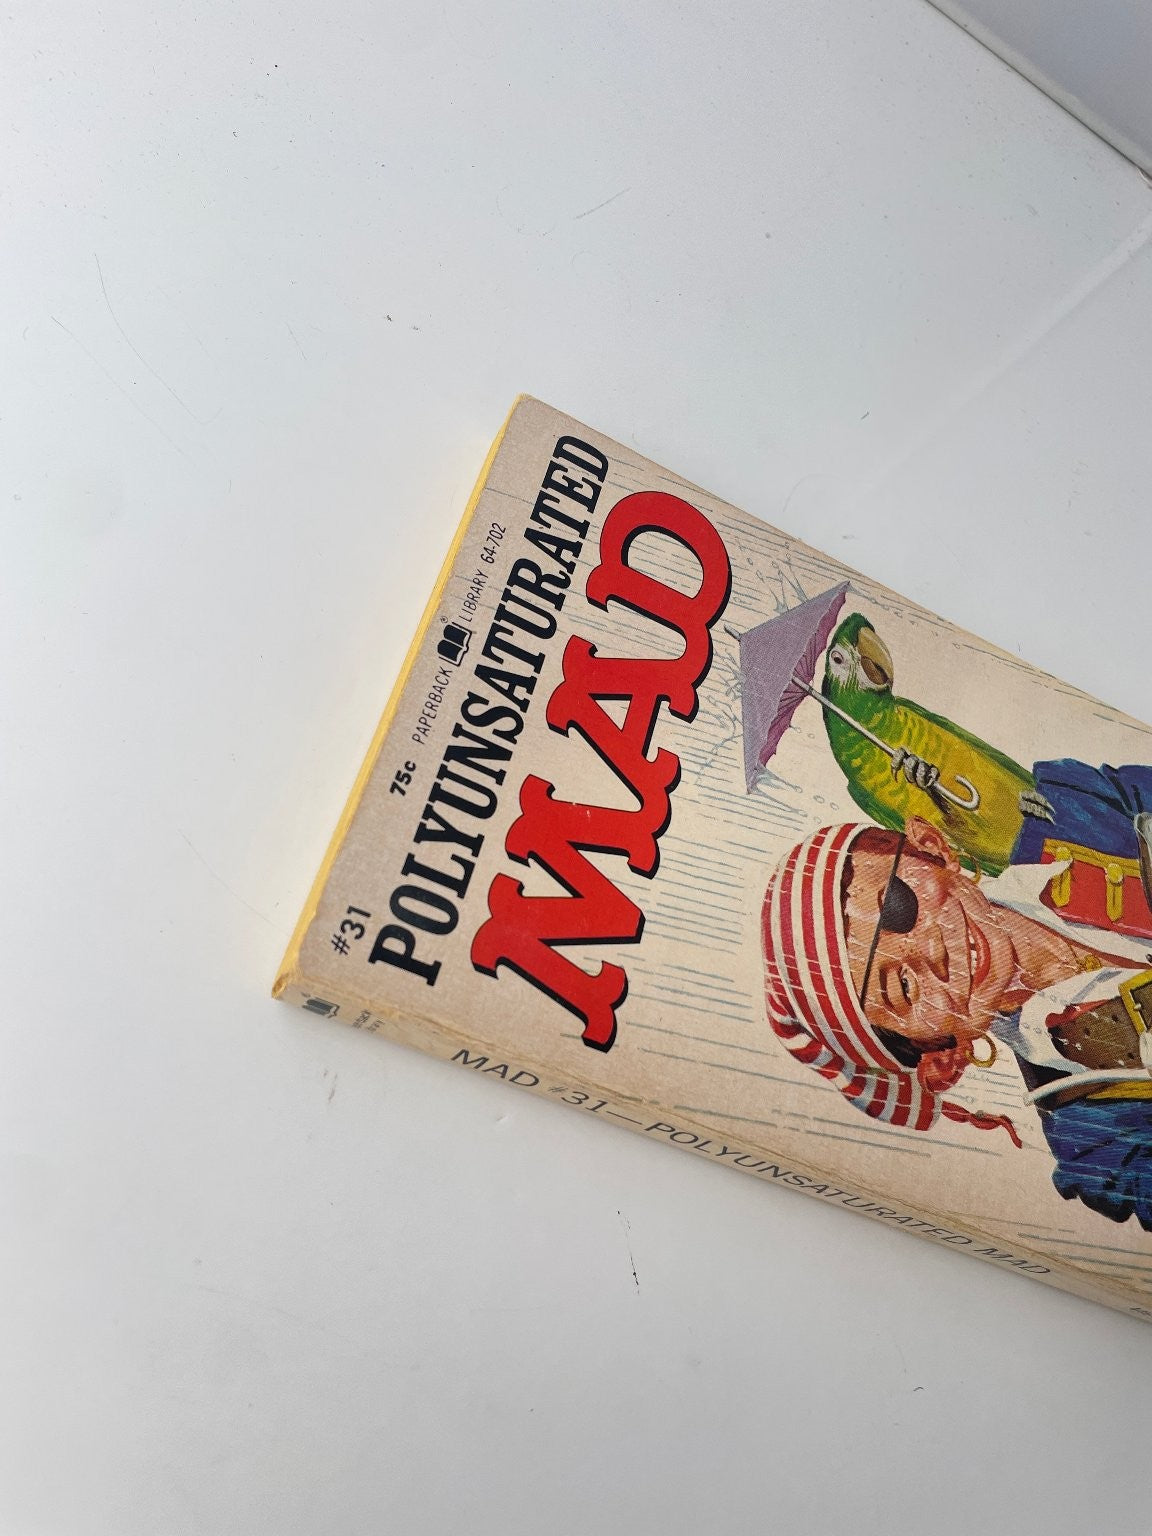 #31 75c PAPERBACK LIBRARY 64-702
POLYUNSATURATED
MAD
MAD #31—POLYUNSATURATED MAD